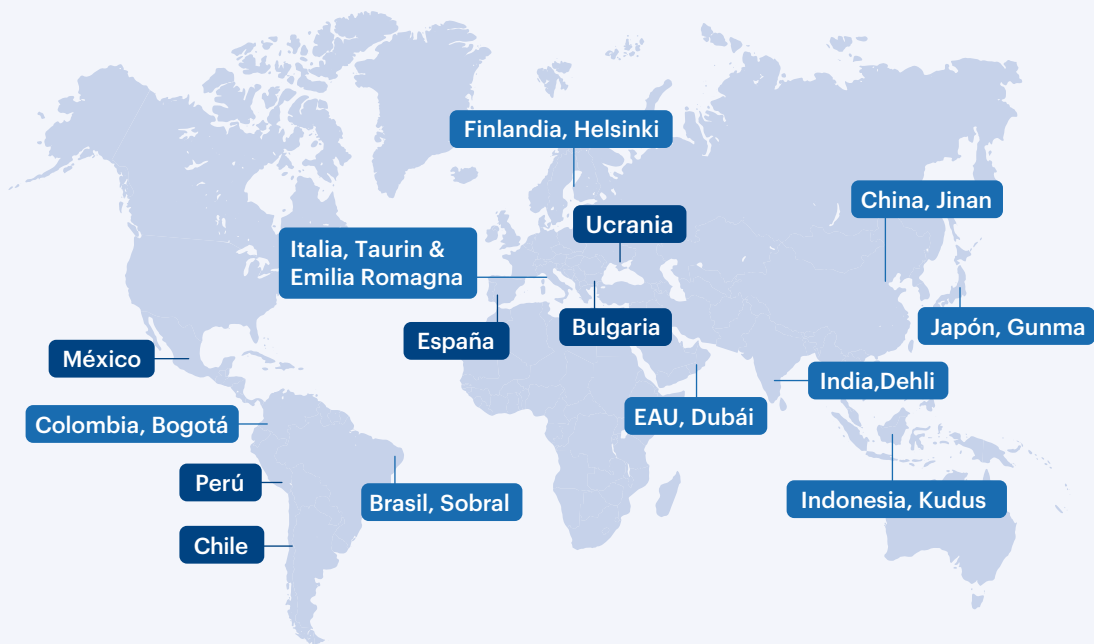 Finlandia, Helsinki
China, Jinan
Ucrania
Italia, Taurin &
Emilia Romagna
España
Bulgaria
Japón, Gunma
México
India,Dehli
Colombia, Bogotá
EAU, Dubái
Perú
Brasil, Sobral
Indonesia, Kudus
Chile